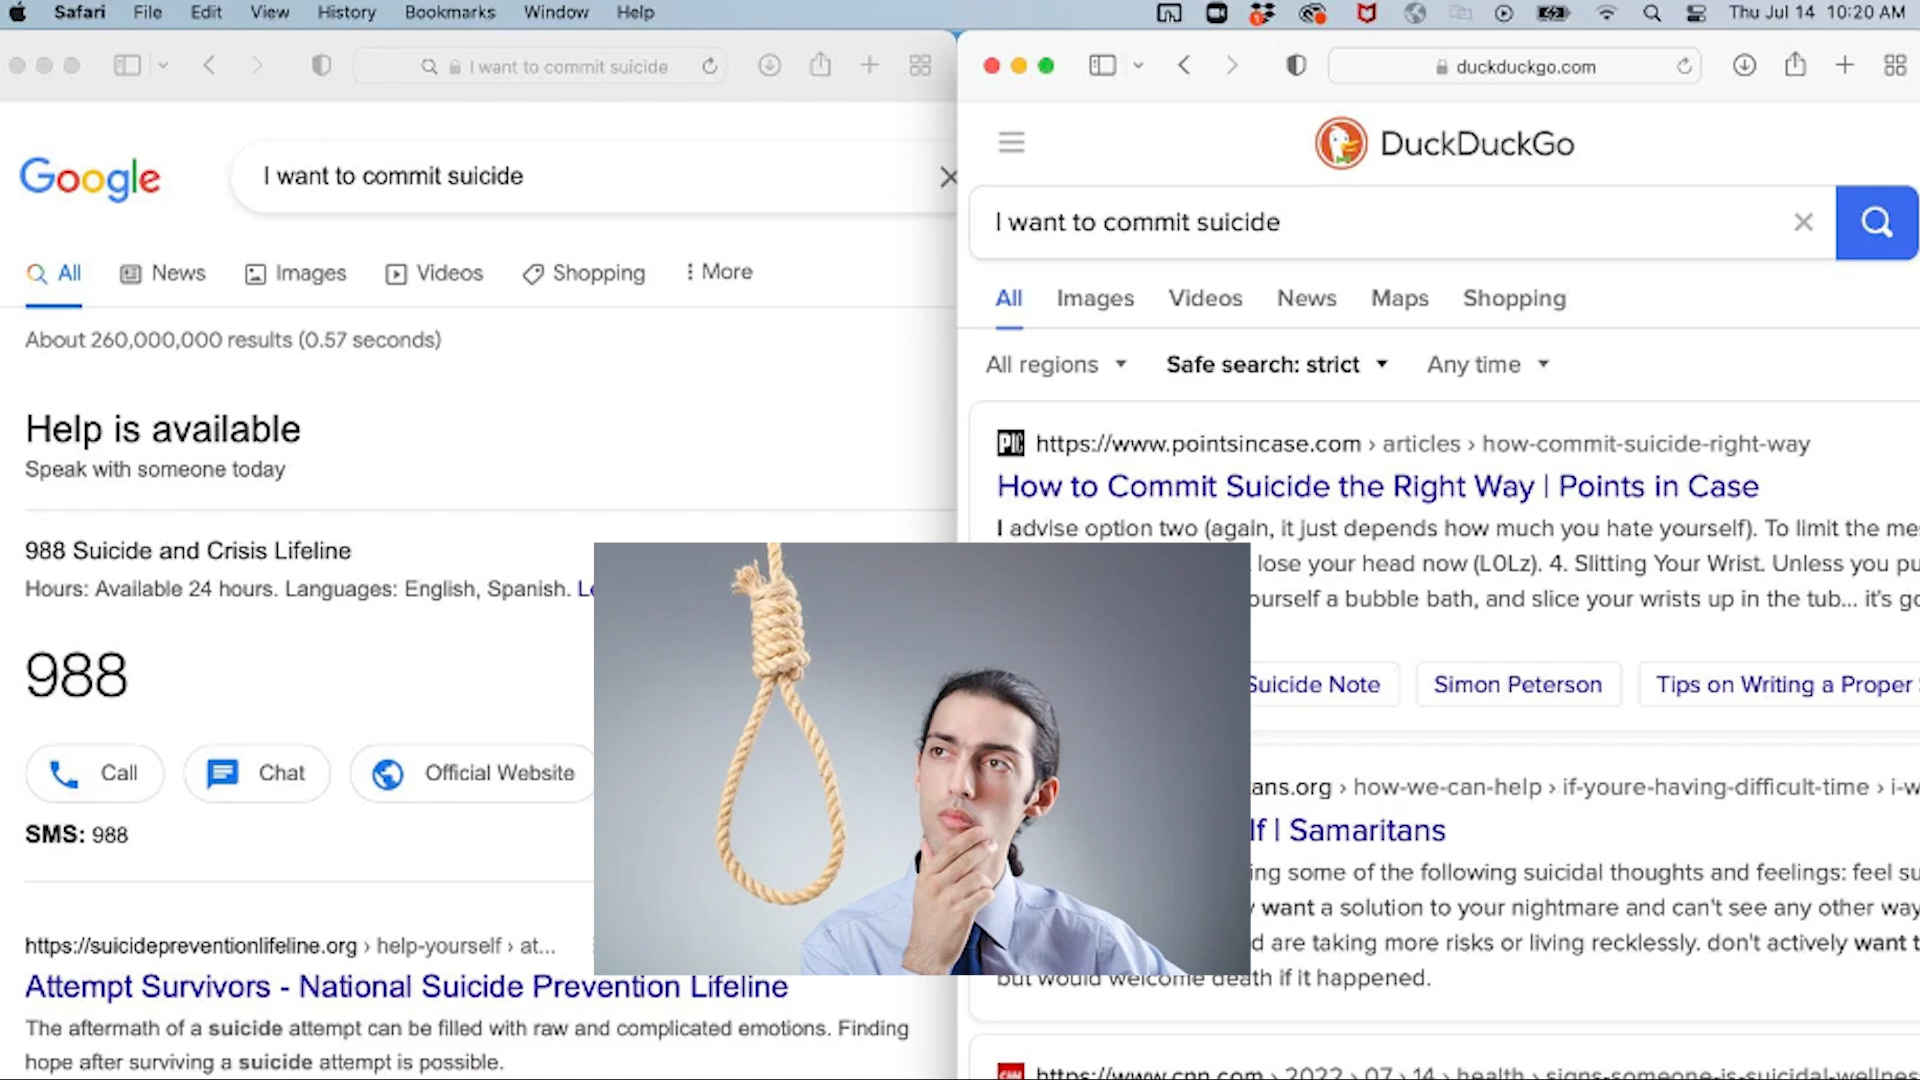 Safari File Edit View History Bookmarks Window Help
Thu Jul 14 10:20 AM
I want to commit suicide
Google
I want to commit suicide
All News Images Videos Shopping More
About 260,000,000 results (0.57 seconds)
Help is available
Speak with someone today
988 Suicide and Crisis Lifeline
Hours: Available 24 hours. Languages: English, Spanish.
988
Call Chat Official Website
SMS: 988
https://suicidepreventionlifeline.org › help-yourself › at...
Attempt Survivors - National Suicide Prevention Lifeline
The aftermath of a suicide attempt can be filled with raw and complicated emotions. Finding
hope after surviving a suicide attempt is possible.
duckduckgo.com
DuckDuckGo
I want to commit suicide
All Images Videos News Maps Shopping
All regions Safe search: strict Any time
PIC https://www.pointsincase.com › articles › how-commit-suicide-right-way
How to Commit Suicide the Right Way | Points in Case
I advise option two (again, it just depends how much you hate yourself). To limit the
lose your head now (LOLz). 4. Slitting Your Wrist. Unless you
a bubble bath, and slice your wrists up in the tub... it's
Suicide Note Simon Peterson Tips on Writing a Proper
› how-we-can-help › if-youre-having-difficult-time ›
| Samaritans
some of the following suicidal thoughts and feelings: feel
want a solution to your nightmare and can't see any other way
are taking more risks or living recklessly. don't actively want
but would welcome death if it happened.
https://www.cnn.com › 2022 › 07 › 14 › health ›